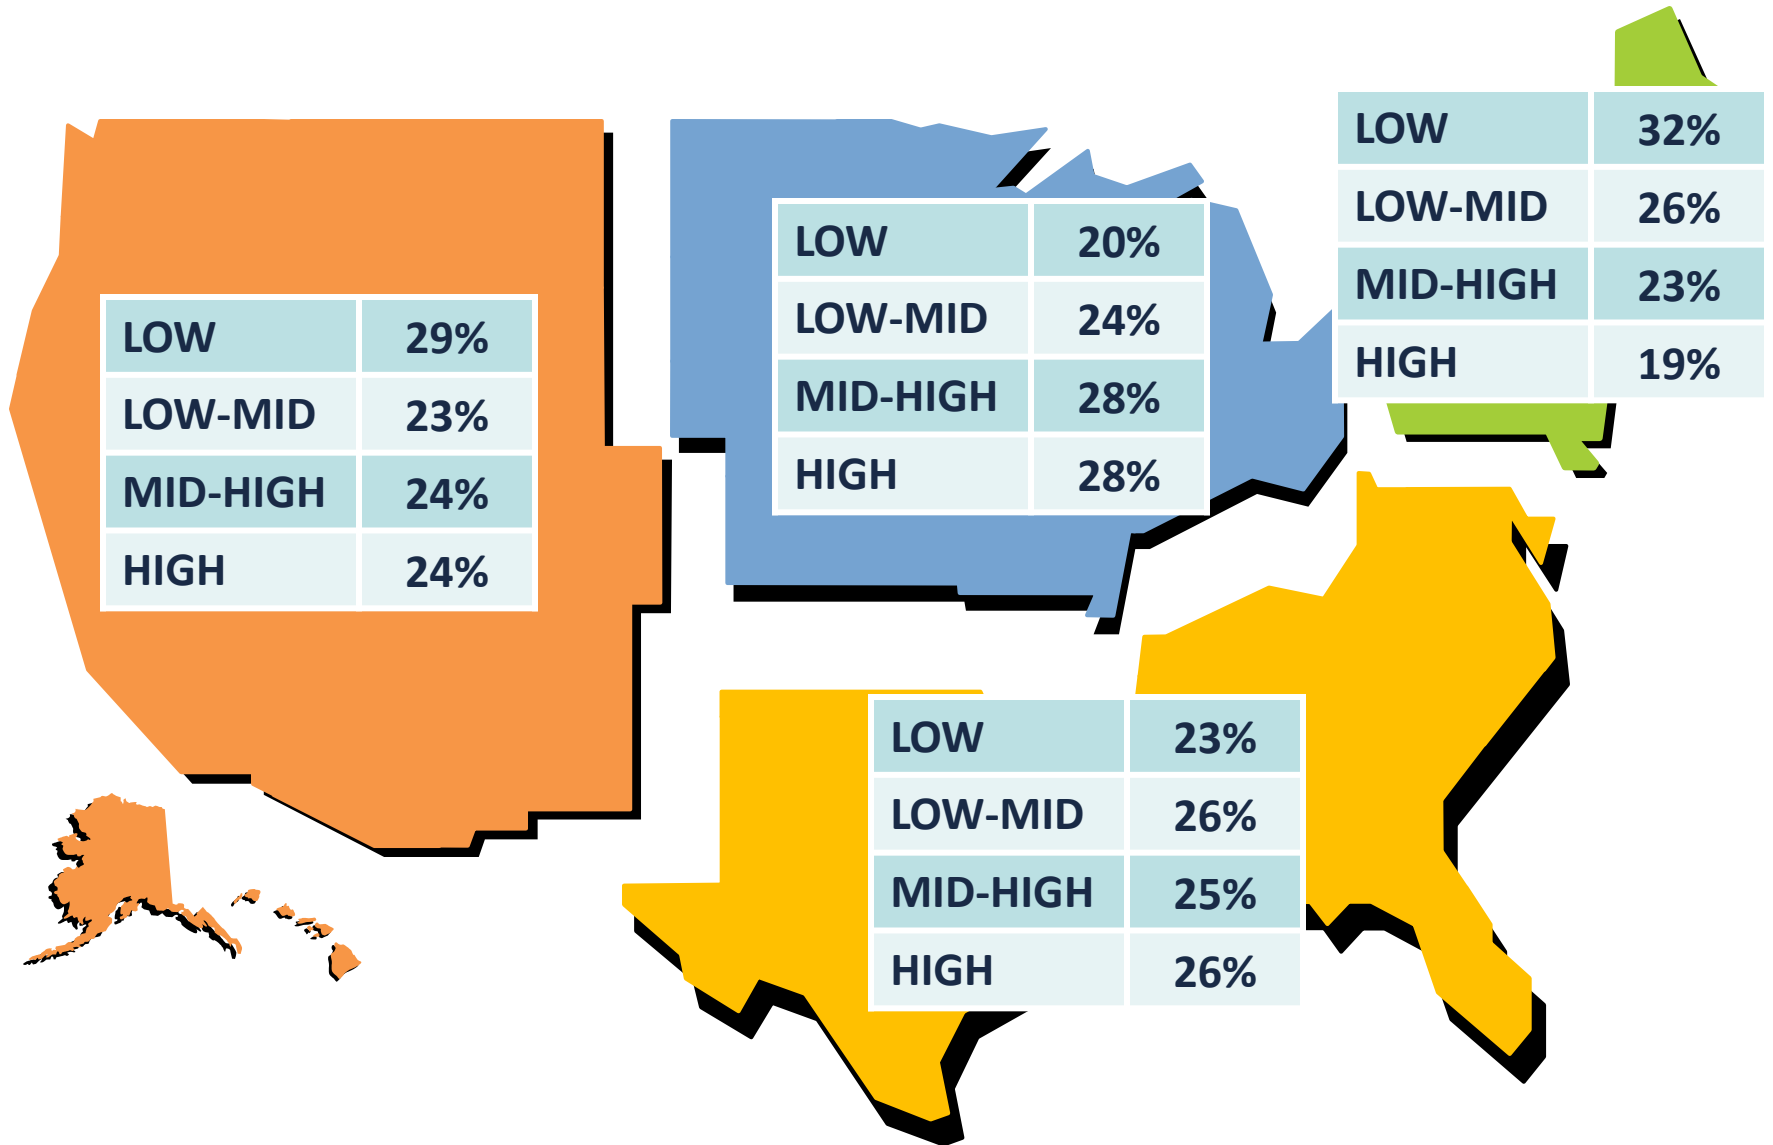 LOW 32%
LOW-MID 26%
MID-HIGH 23%
HIGH 19%
LOW 20%
LOW-MID 24%
MID-HIGH 28%
HIGH 28%
LOW 29%
LOW-MID 23%
MID-HIGH 24%
HIGH 24%
LOW 23%
LOW-MID 26%
MID-HIGH 25%
HIGH 26%